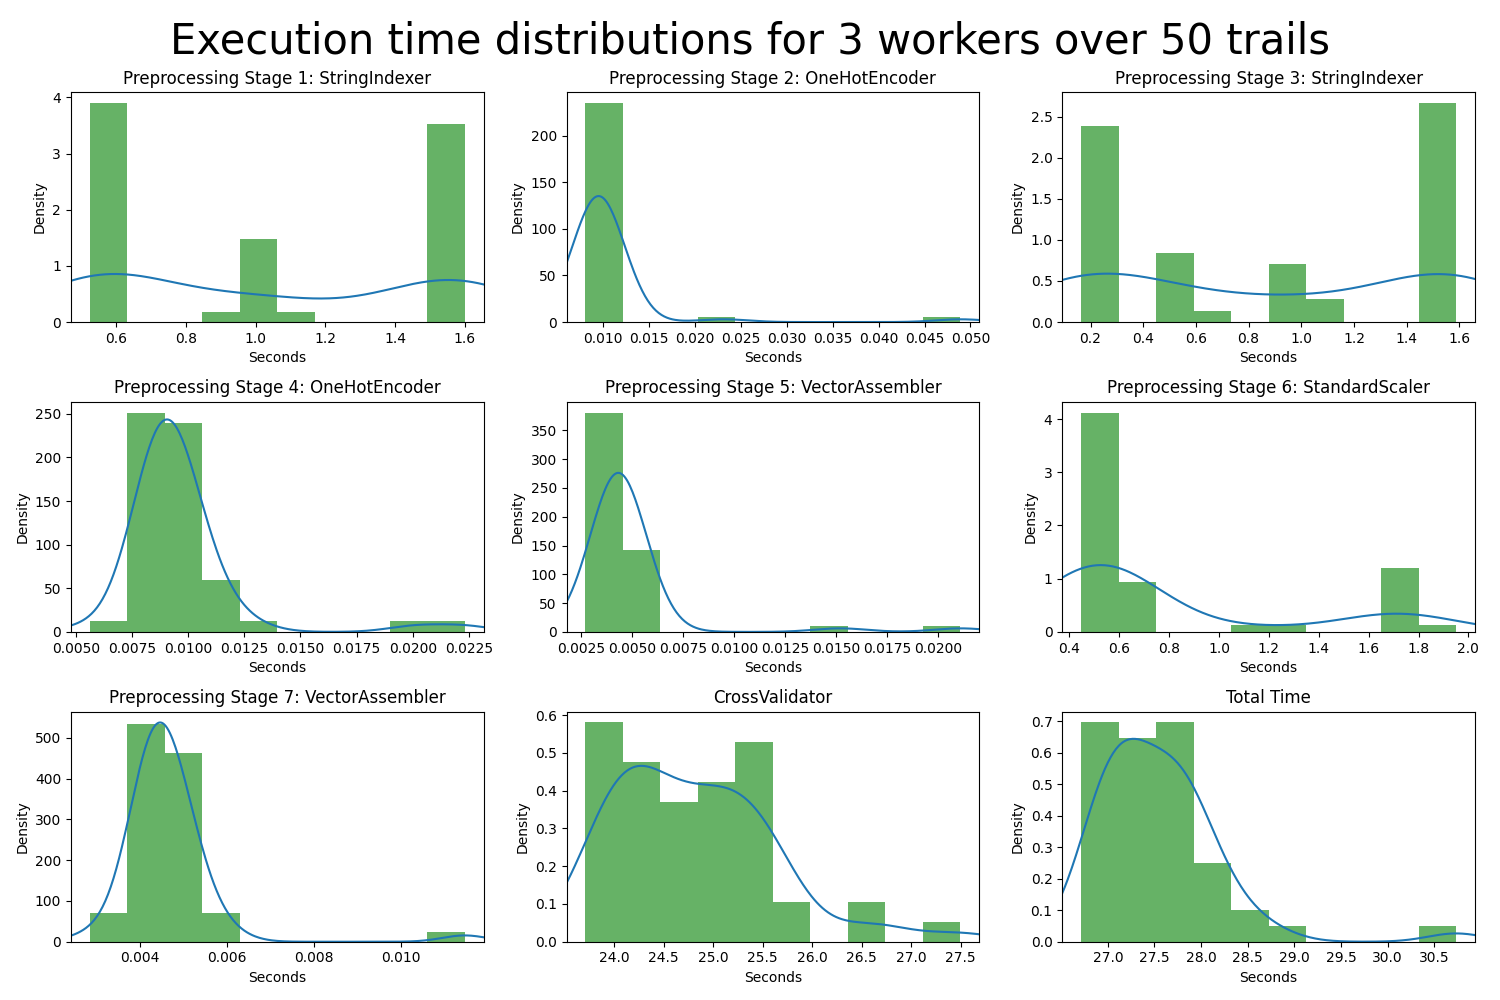 Execution time distributions for 3 workers over 50 trails
Preprocessing Stage 1: StringIndexer
4
3
2
1
0
Density
0.6 0.8 1.0 1.2 1.4 1.6
Seconds
Preprocessing Stage 2: OneHotEncoder
200
150
100
50
0
Density
0.010 0.015 0.020 0.025 0.030 0.035 0.040 0.045 0.050
Seconds
Preprocessing Stage 3: StringIndexer
2.5
2.0
1.5
1.0
0.5
0.0
Density
0.2 0.4 0.6 0.8 1.0 1.2 1.4 1.6
Seconds
Preprocessing Stage 4: OneHotEncoder
250
200
150
100
50
0
Density
0.0050 0.0075 0.0100 0.0125 0.0150 0.0175 0.0200 0.0225
Seconds
Preprocessing Stage 5: VectorAssembler
350
300
250
200
150
100
50
0
Density
0.0025 0.0050 0.0075 0.0100 0.0125 0.0150 0.0175 0.0200
Seconds
Preprocessing Stage 6: StandardScaler
4
3
2
1
0
Density
0.4 0.6 0.8 1.0 1.2 1.4 1.6 1.8 2.0
Seconds
Preprocessing Stage 7: VectorAssembler
500
400
300
200
100
0
Density
0.004 0.006 0.008 0.010
Seconds
CrossValidator
0.6
0.5
0.4
0.3
0.2
0.1
0.0
Density
24.0 24.5 25.0 25.5 26.0 26.5 27.0 27.5
Seconds
Total Time
0.7
0.6
0.5
0.4
0.3
0.2
0.1
0.0
Density
27.0 27.5 28.0 28.5 29.0 29.5 30.0 30.5
Seconds